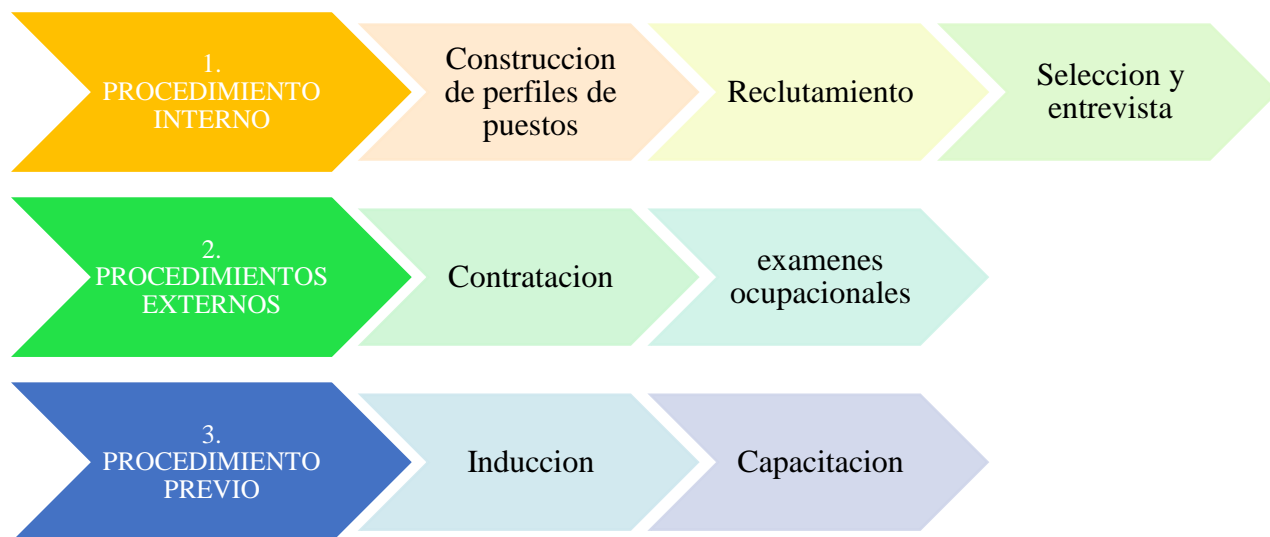 1.
PROCEDIMIENTO
INTERNO
Construccion
de perfiles de
puestos
Reclutamiento
Seleccion y
entrevista
2.
PROCEDIMIENTOS
EXTERNOS
Contratacion
examenes
ocupacionales
3.
PROCEDIMIENTO
PREVIO
Induccion
Capacitacion